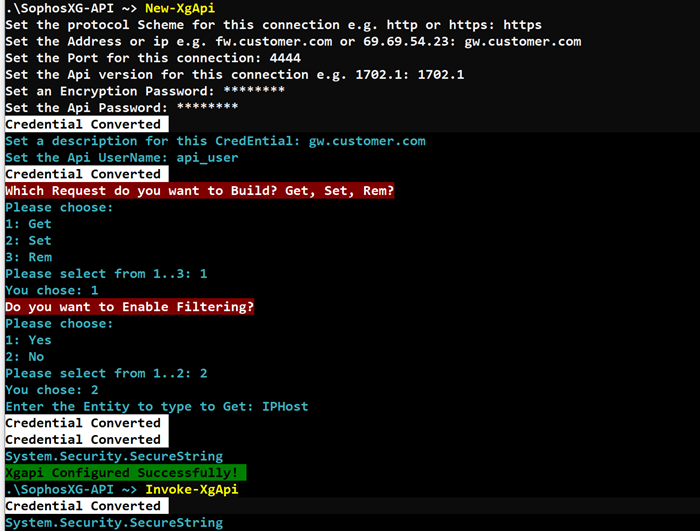 .\SophosXG-API ~> New-XgApi
Set the protocol Scheme for this connection e.g. http or https: https
Set the Address or ip e.g. fw.customer.com or 69.69.54.23: gw.customer.com
Set the Port for this connection: 4444
Set the Api version for this connection e.g. 1702.1: 1702.1
Set an Encryption Password: ********
Set the Api Password: ********
Credential Converted
Set a description for this CredEntial: gw.customer.com
Set the Api UserName: api_user
Credential Converted
Which Request do you want to Build? Get, Set, Rem?
Please choose:
1: Get
2: Set
3: Rem
Please select from 1..3: 1
You chose: 1
Do you want to Enable Filtering?
Please choose:
1: Yes
2: No
Please select from 1..2: 2
You chose: 2
Enter the Entity to type to Get: IPHost
Credential Converted
Credential Converted
System.Security.SecureString
Xgapi Configured Successfully!
.\SophosXG-API ~> Invoke-XgApi
Credential Converted
System.Security.SecureString